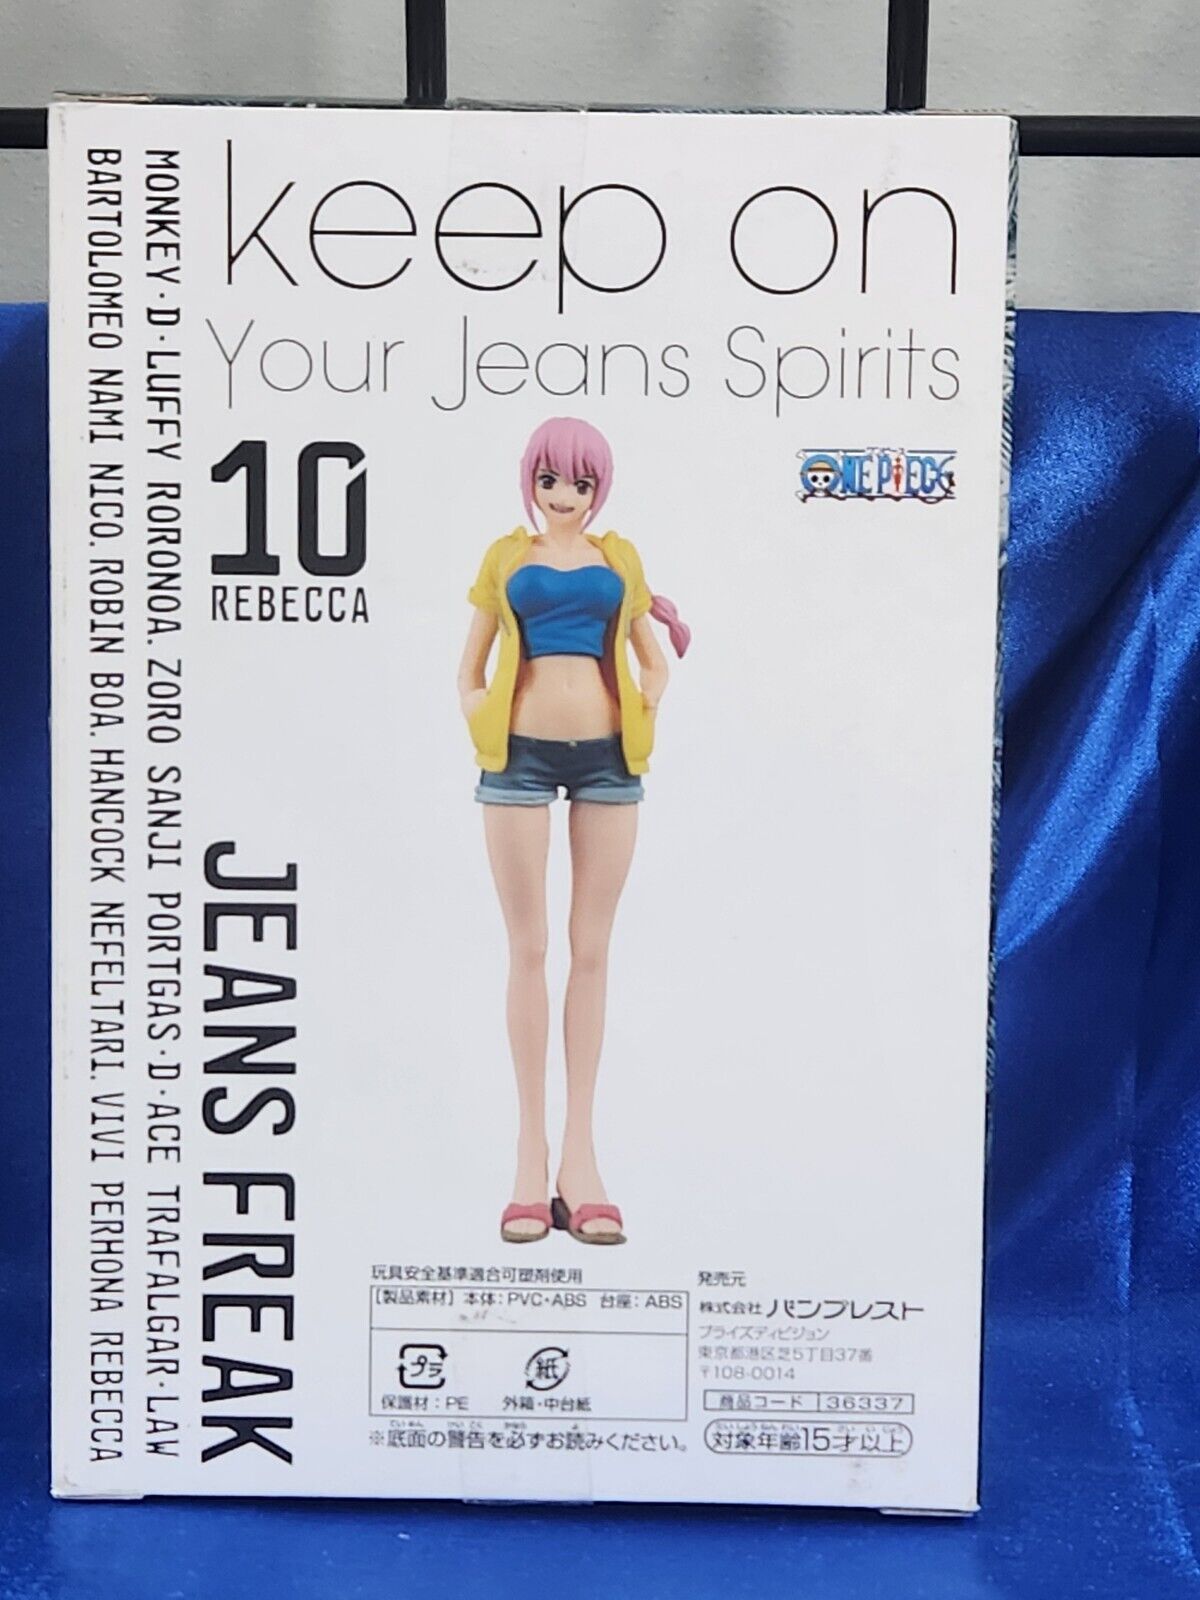 keep on
Your Jeans Spirits
MONKEY·D·LUFFY RORONOA. ZORO SANJI PORTGAS·D·ACE TRAFALGAR·LAW
BARTOLOMEO NAMI NICO. ROBIN BOA. HANCOCK NEFELTARI. VIVI PERHONA REBECCA
10
REBECCA
ONE PIECE
JEANS FREAK
玩具安全基準適合可塑剤使用
[製品素材] 本体:PVC・ABS 台座:ABS
プラ
紙
保護材:PE 外箱・中台紙
※底面の警告を必ずお読みください。
発売元
株式会社 バンプレスト
プライズディビジョン
東京都港区芝5丁目37番
〒108-0014
商品コード 36337
対象年齢15才以上